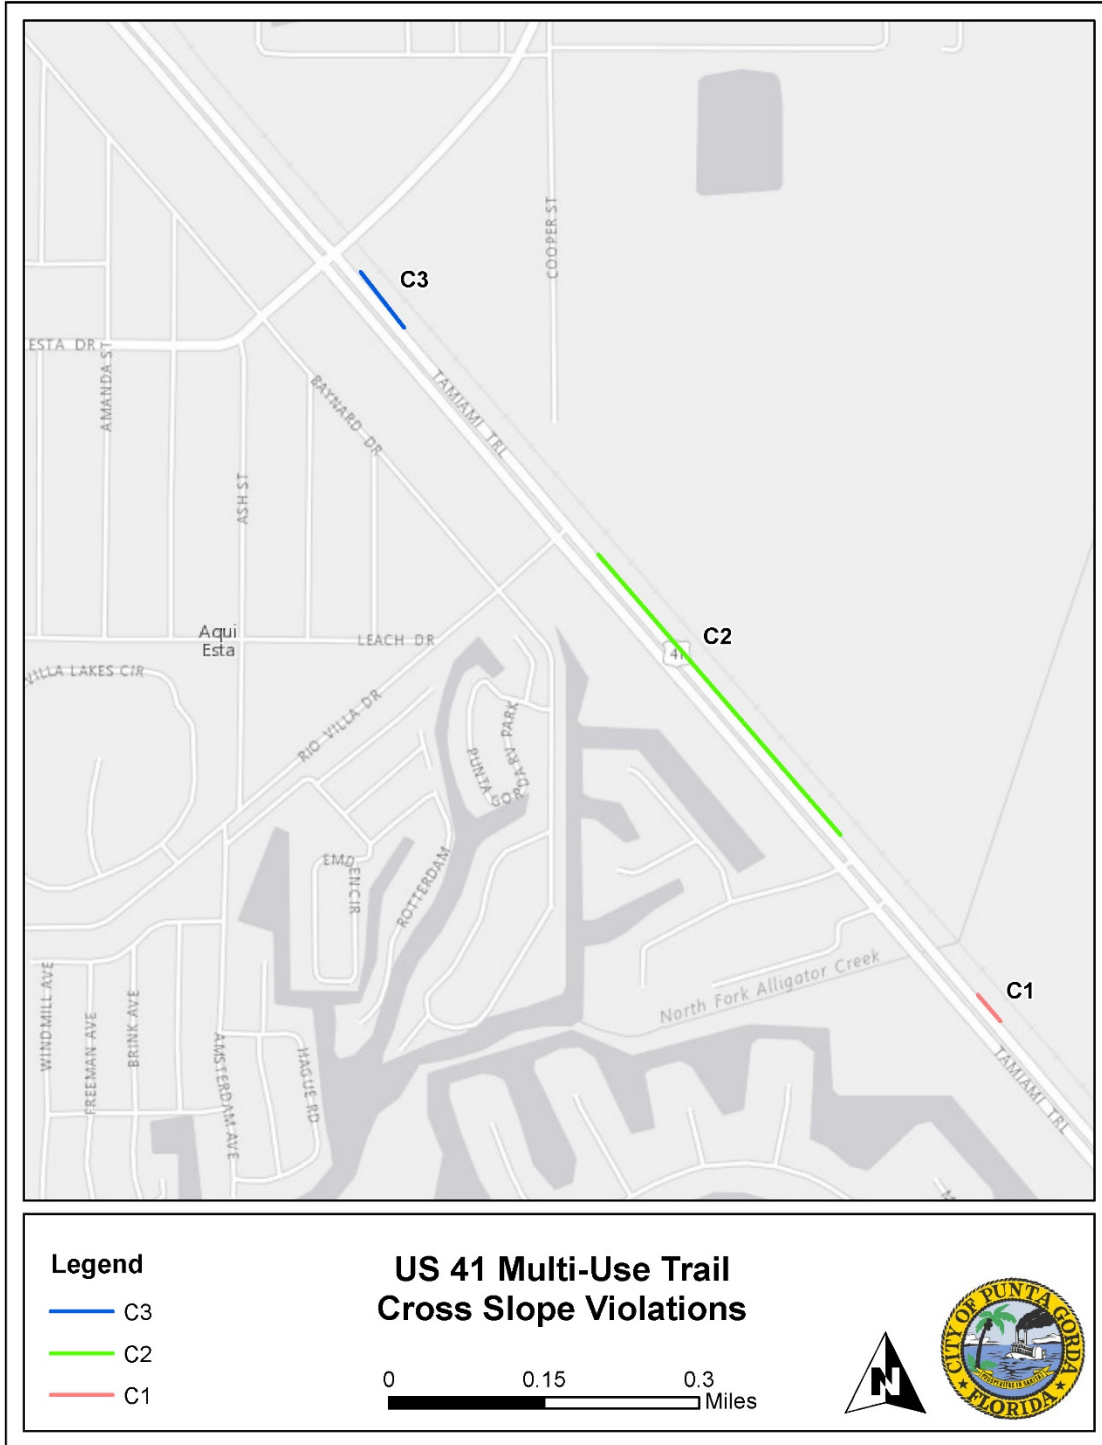 COOPER ST
C3
ESTA DR
AMANDA ST
BAYNARD DR
TAMIAMI TRL
ASH ST
Aqui
Esta
LEACH DR
C2
41
VILLA LAKES CIR
RIO VILLA DR
PUNTA GORDA RV PARK
EMDEN CIR
ROTTERDAM
North Fork Alligator Creek
C1
WINDMILL AVE
FREEMAN AVE
BRINK AVE
AMSTERDAM AVE
HAGUE RD
TAMIAMI TRL
Legend
C3
C2
C1
US 41 Multi-Use Trail
Cross Slope Violations
0 0.15 0.3
Miles
N
CITY OF PUNTA GORDA
FLORIDA